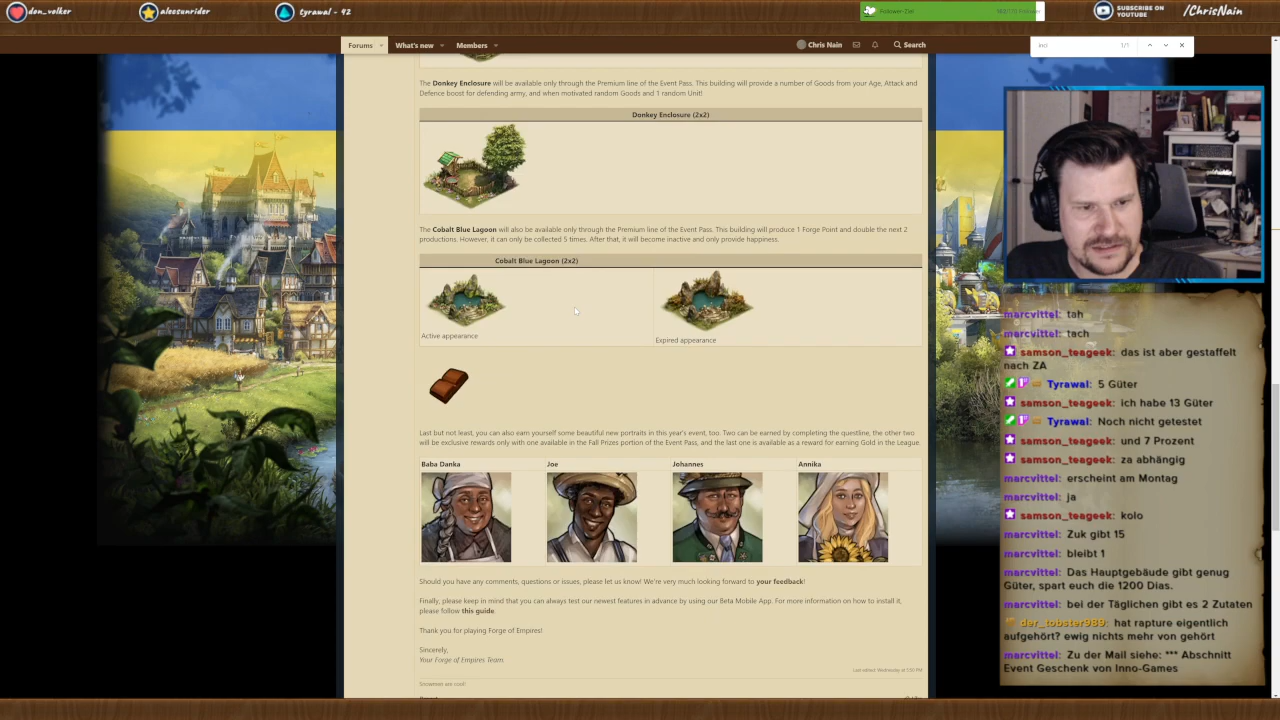 don_volker
aleesunrider
tyrawal - 92
Follower-Ziel
SUBSCRIBE ON
YOUTUBE
/ChrisNain
Forums
What's new
Members
Chris Nain
Search
inci
1/1
The Donkey Enclosure will be available only through the Premium line of the Event Pass. This building will provide a number of Goods from your Age, Attack and
Defence boost for defending army, and when motivated random Goods and 1 random Unit!
Donkey Enclosure (2x2)
The Cobalt Blue Lagoon will also be available only through the Premium line of the Event Pass. This building will produce 1 Forge Point and double the next 2
productions. However, it can only be collected 5 times. After that, it will become inactive and only provide happiness.
Cobalt Blue Lagoon (2x2)
Active appearance
Expired appearance
Last but not least, you can also earn yourself some beautiful new portraits in this year's event, too. Two can be earned by completing the questline, the other two
will be exclusive rewards only with one available in the Fall Prizes portion of the Event Pass, and the last one is available as a reward for earning Gold in the League.
Baba Danka
Joe
Johannes
Annika
Should you have any comments, questions or issues, please let us know! We're very much looking forward to your feedback!
Finally, please keep in mind that you can always test our newest features in advance by using our Beta Mobile App. For more information on how to install it,
please follow this guide.
Thank you for playing Forge of Empires!
Sincerely,
Your Forge of Empires Team.
Last edited: Wednesday at 1:00 PM
Snowmen are cool!
marcvittel: tah
marcvittel: tach
samson_teageek: das ist aber gestaffelt
nach ZA
Tyrawal: 5 Güter
samson_teageek: ich habe 13 Güter
Tyrawal: Noch nicht getestet
samson_teageek: und 7 Prozent
samson_teageek: za abhängig
marcvittel: erscheint am Montag
marcvittel: ja
samson_teageek: kolo
marcvittel: Zuk gibt 15
marcvittel: bleibt 1
marcvittel: Das Hauptgebäude gibt genug
Güter, spart euch die 1200 Dias.
marcvittel: bei der Täglichen gibt es 2 Zutaten
der_tobster989: hat rapture eigentlich
aufgehört? ewig nichts mehr von gehört
marcvittel: Zu der Mail siehe: *** Abschnitt
Event Geschenk von Inno-Games